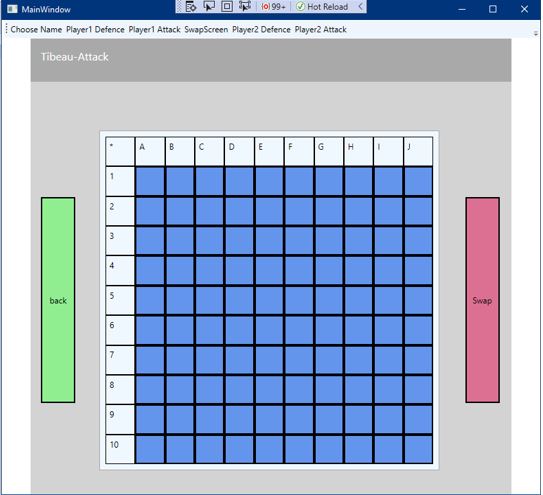 MainWindow
99+ Hot Reload
Choose Name Player1 Defence Player1 Attack SwapScreen Player2 Defence Player2 Attack
Tibeau-Attack
* A B C D E F G H I J
1
2
3
4
5
back
Swap
6
7
8
9
10